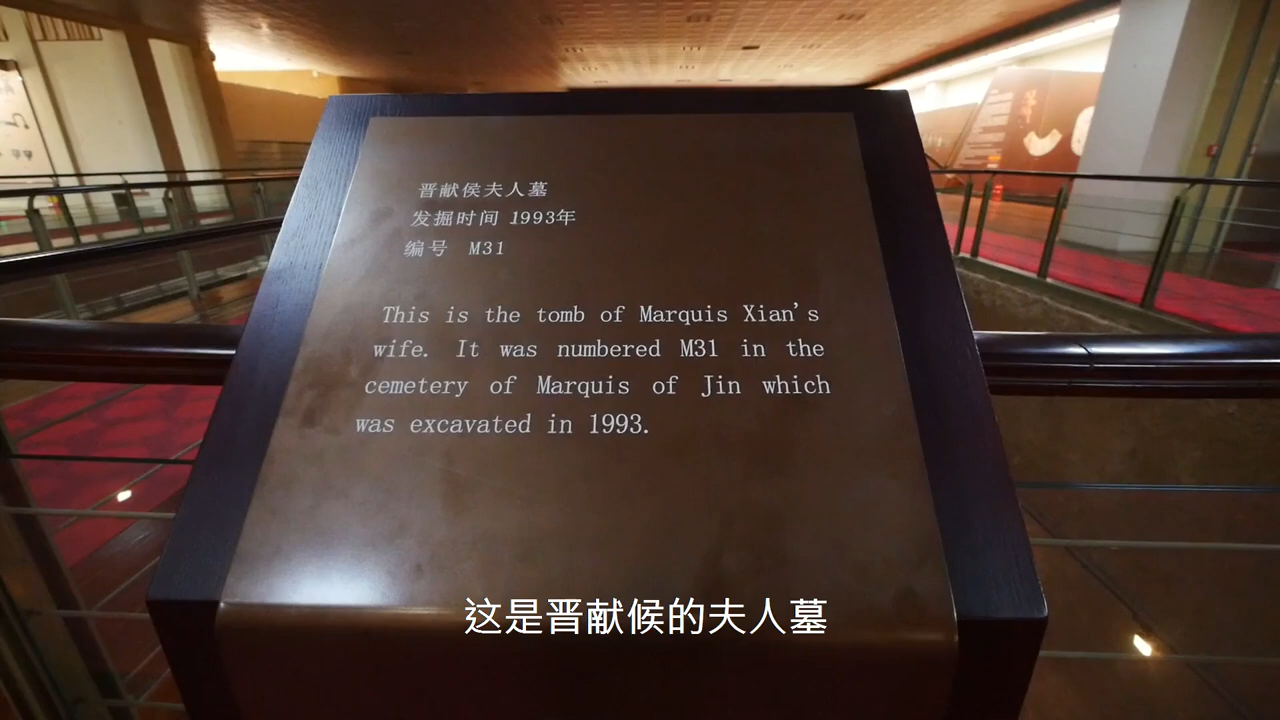 晋献侯夫人墓
发掘时间 1993年
编号 M31
This is the tomb of Marquis Xian's
wife. It was numbered M31 in the
cemetery of Marquis of Jin which
was excavated in 1993.
这是晋献候的夫人墓